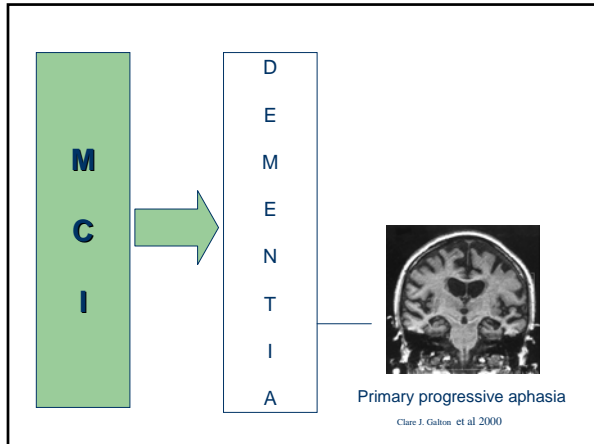 M
C
I
D
E
M
E
N
T
I
A
Primary progressive aphasia
Clare J. Galton et al 2000